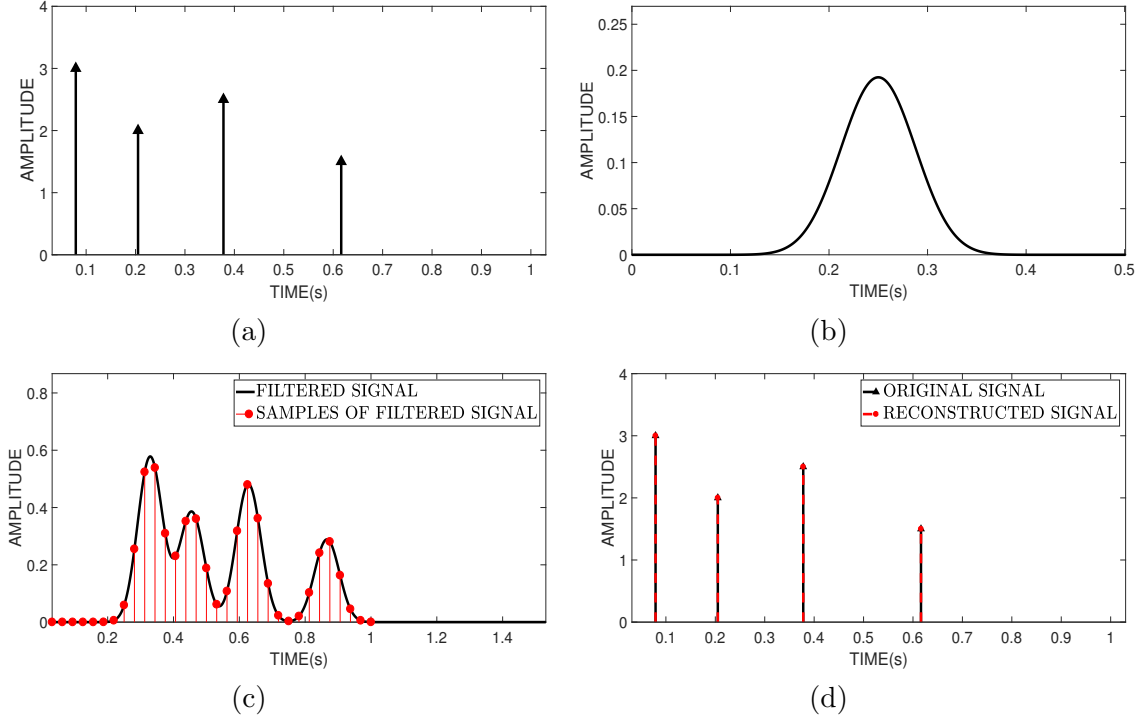 AMPLITUDE
4
3
2
1
0
0.1 0.2 0.3 0.4 0.5 0.6 0.7 0.8 0.9 1
TIME(s)
(a)
AMPLITUDE
0.25
0.2
0.15
0.1
0.05
0
0 0.1 0.2 0.3 0.4 0.5
TIME(s)
(b)
AMPLITUDE
0.8
0.6
0.4
0.2
0
FILTERED SIGNAL
SAMPLES OF FILTERED SIGNAL
0.2 0.4 0.6 0.8 1 1.2 1.4
TIME(s)
(c)
AMPLITUDE
4
3
2
1
0
ORIGINAL SIGNAL
RECONSTRUCTED SIGNAL
0.1 0.2 0.3 0.4 0.5 0.6 0.7 0.8 0.9 1
TIME(s)
(d)